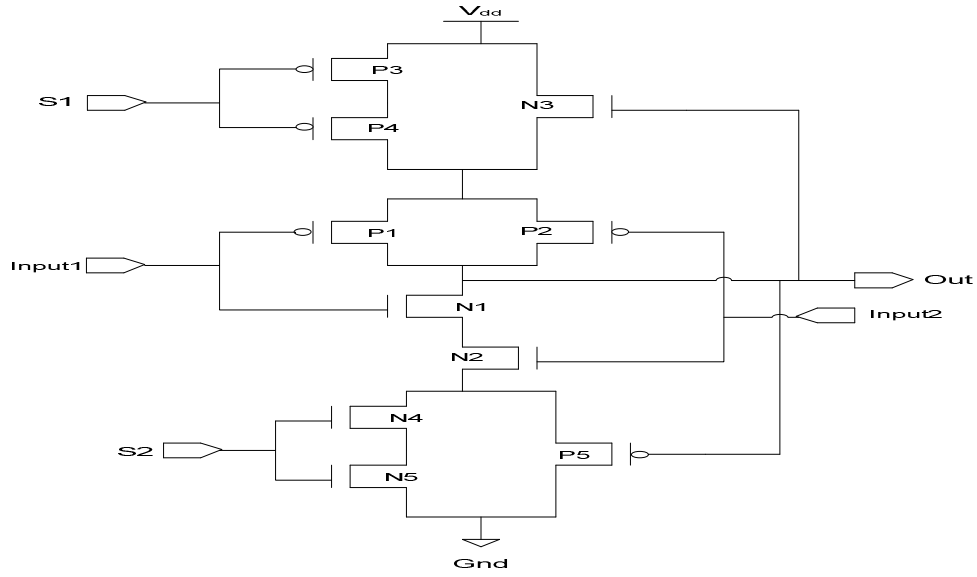 Vdd
P3
S1
N3
P4
P1
P2
Input1
Out
N1
Input2
N2
N4
S2
P5
N5
Gnd